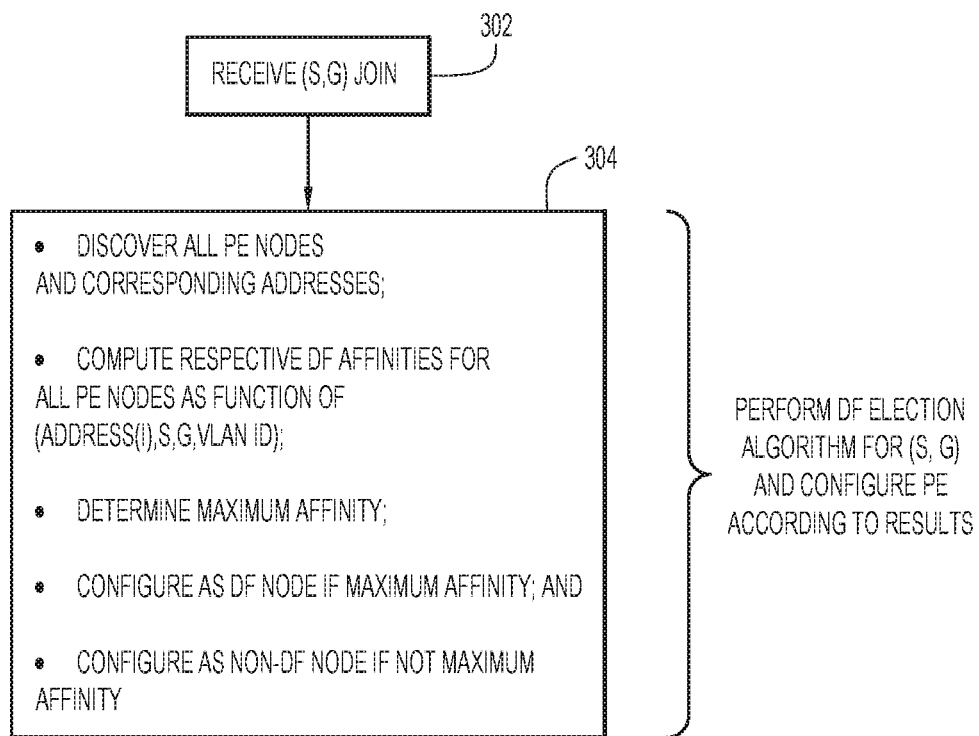 302
RECEIVE (S,G) JOIN
304
• DISCOVER ALL PE NODES
AND CORRESPONDING ADDRESSES;
• COMPUTE RESPECTIVE DF AFFINITIES FOR
ALL PE NODES AS FUNCTION OF
(ADDRESS(I),S,G,VLAN ID);
• DETERMINE MAXIMUM AFFINITY;
• CONFIGURE AS DF NODE IF MAXIMUM AFFINITY; AND
• CONFIGURE AS NON-DF NODE IF NOT MAXIMUM
AFFINITY
PERFORM DF ELECTION
ALGORITHM FOR (S, G)
AND CONFIGURE PE
ACCORDING TO RESULTS